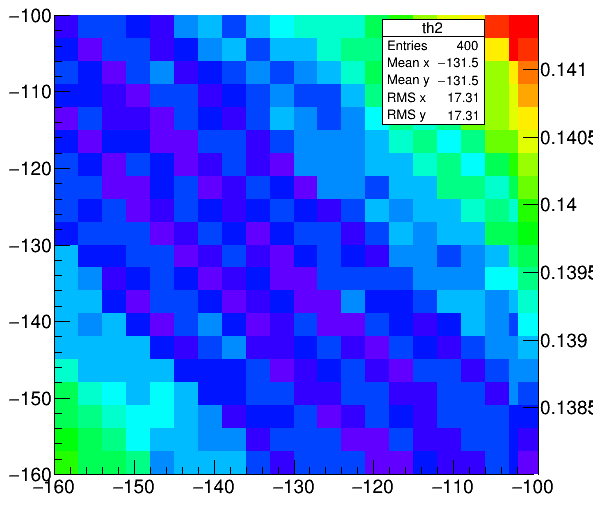 th2
Entries 400
Mean x −131.5
Mean y −131.5
RMS x 17.31
RMS y 17.31
−100
−110
−120
−130
−140
−150
−160
0.141
0.1405
0.14
0.1395
0.139
0.1385
−160 −150 −140 −130 −120 −110 −100